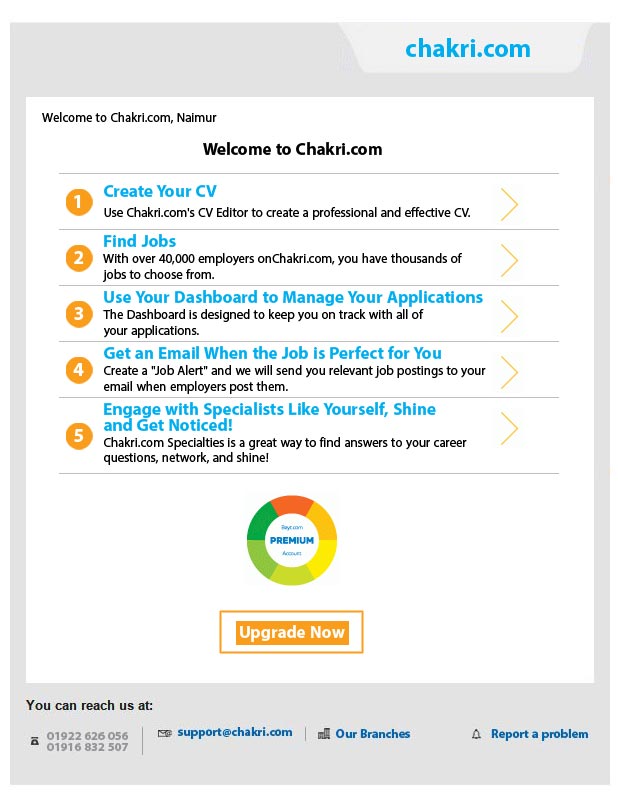 chakri.com
Welcome to Chakri.com, Naimur
Welcome to Chakri.com
1
Create Your CV
Use Chakri.com's CV Editor to create a professional and effective CV.
2
Find Jobs
With over 40,000 employers onChakri.com, you have thousands of
jobs to choose from.
3
Use Your Dashboard to Manage Your Applications
The Dashboard is designed to keep you on track with all of
your applications.
4
Get an Email When the Job is Perfect for You
Create a "Job Alert" and we will send you relevant job postings to your
email when employers post them.
5
Engage with Specialists Like Yourself, Shine
and Get Noticed!
Chakri.com Specialties is a great way to find answers to your career
questions, network, and shine!
Bayt.com
PREMIUM
Account
Upgrade Now
You can reach us at:
01922 626 056
01916 832 507
support@chakri.com
Our Branches
Report a problem